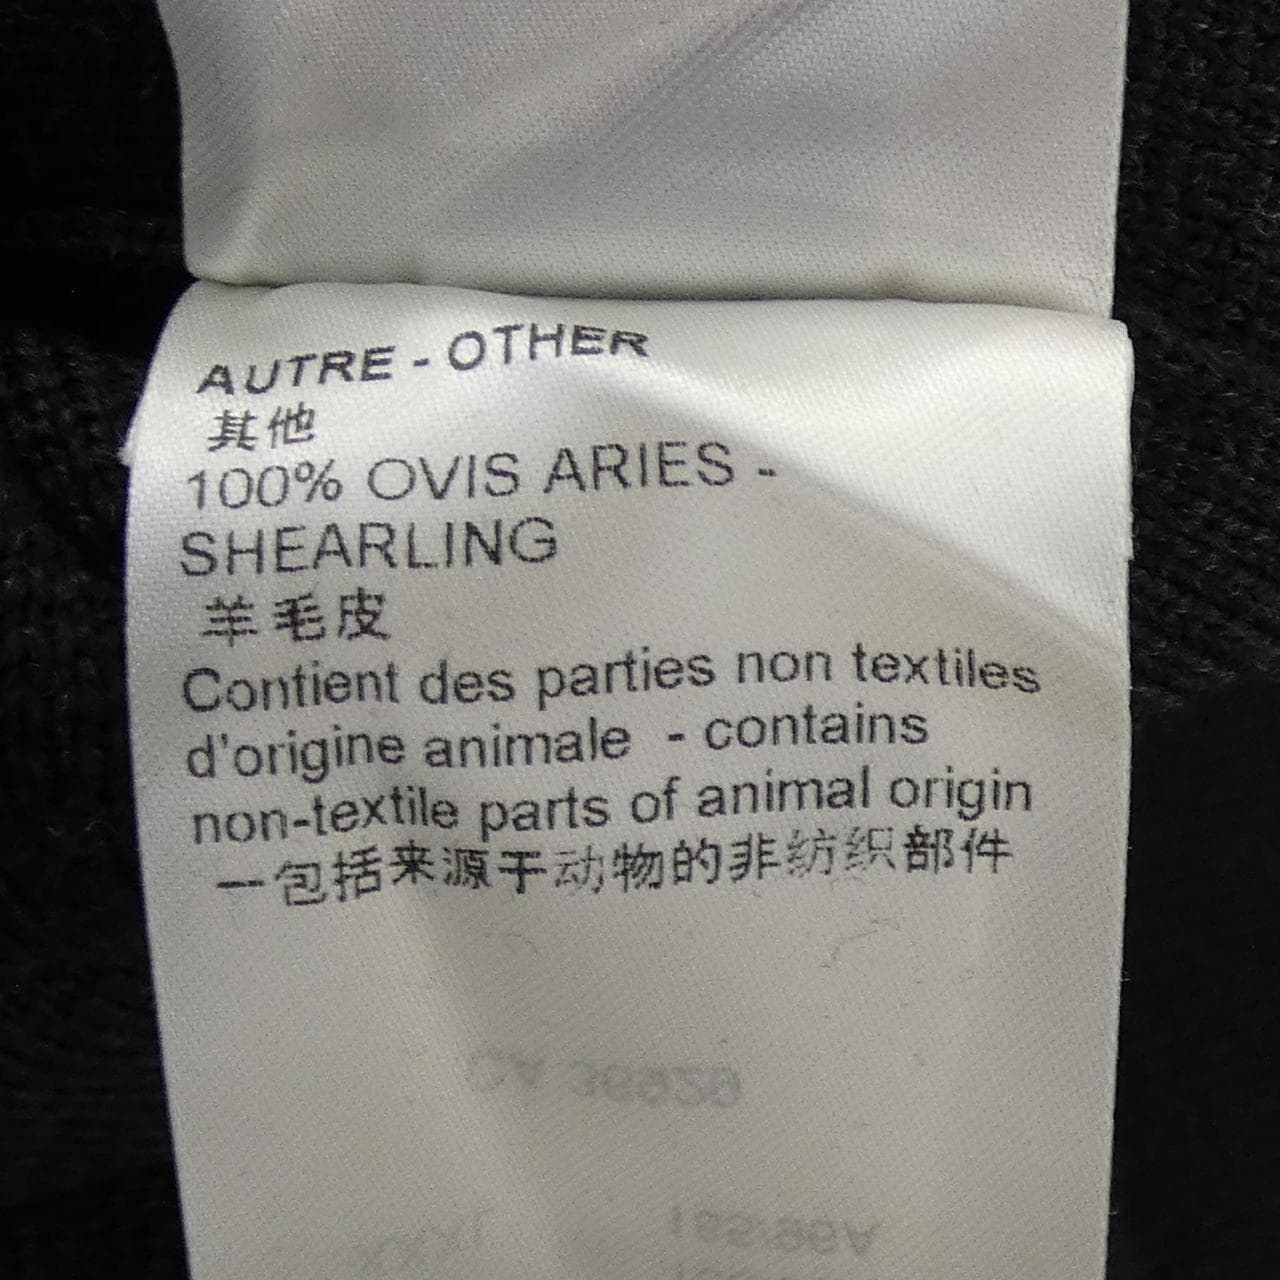 AUTRE - OTHER
其他
100% OVIS ARIES -
SHEARLING
羊毛皮
Contient des parties non textiles
d'origine animale - contains
non-textile parts of animal origin
一包括来源于动物的非纺织部件
CA 36929